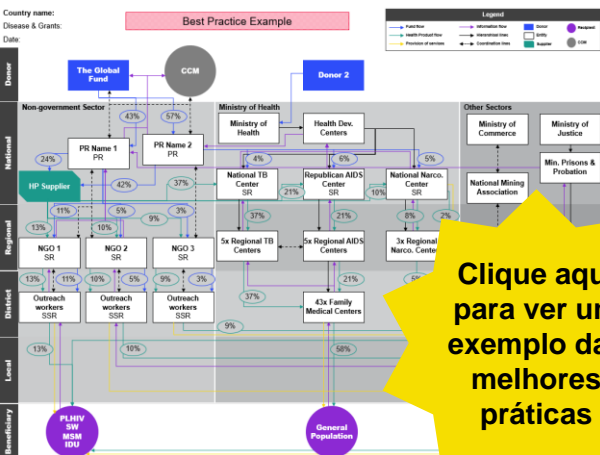 Country name:
Disease & Grants:
Date:
Best Practice Example
Legend
Fund flow
Health Product flow
Provision of services
Information flow
Hierarchical lines
Coordination lines
Donor
Entity
Supplier
Recipient
CCM
Donor
The Global
Fund
CCM
Donor 2
National
Non-government Sector
Ministry of Health
Other Sectors
43%
57%
PR Name 1
PR
PR Name 2
PR
Ministry of
Health
Health Dev.
Centers
Ministry of
Commerce
Ministry of
Justice
24%
4%
6%
5%
Min. Prisons &
Probation
HP Supplier
42%
37%
National TB
Center
SR
21%
Republican AIDS
Center
SR
10%
National Narco.
Center
SR
National Mining
Association
Regional
11%
5%
9%
3%
13%
10%
37%
21%
8%
2%
NGO 1
SR
NGO 2
SR
NGO 3
SR
5x Regional TB
Centers
5x Regional AIDS
Centers
3x Regional
Narco. Center
District
13%
11%
10%
5%
9%
3%
21%
Outreach
workers
SSR
Outreach
workers
SSR
Outreach
workers
SSR
37%
43x Family
Medical Centers
9%
Local
13%
10%
58%
Beneficiary
PLHIV
SW
MSM
IDU
General
Population
Clique aqu
para ver um
exemplo da
melhores
práticas